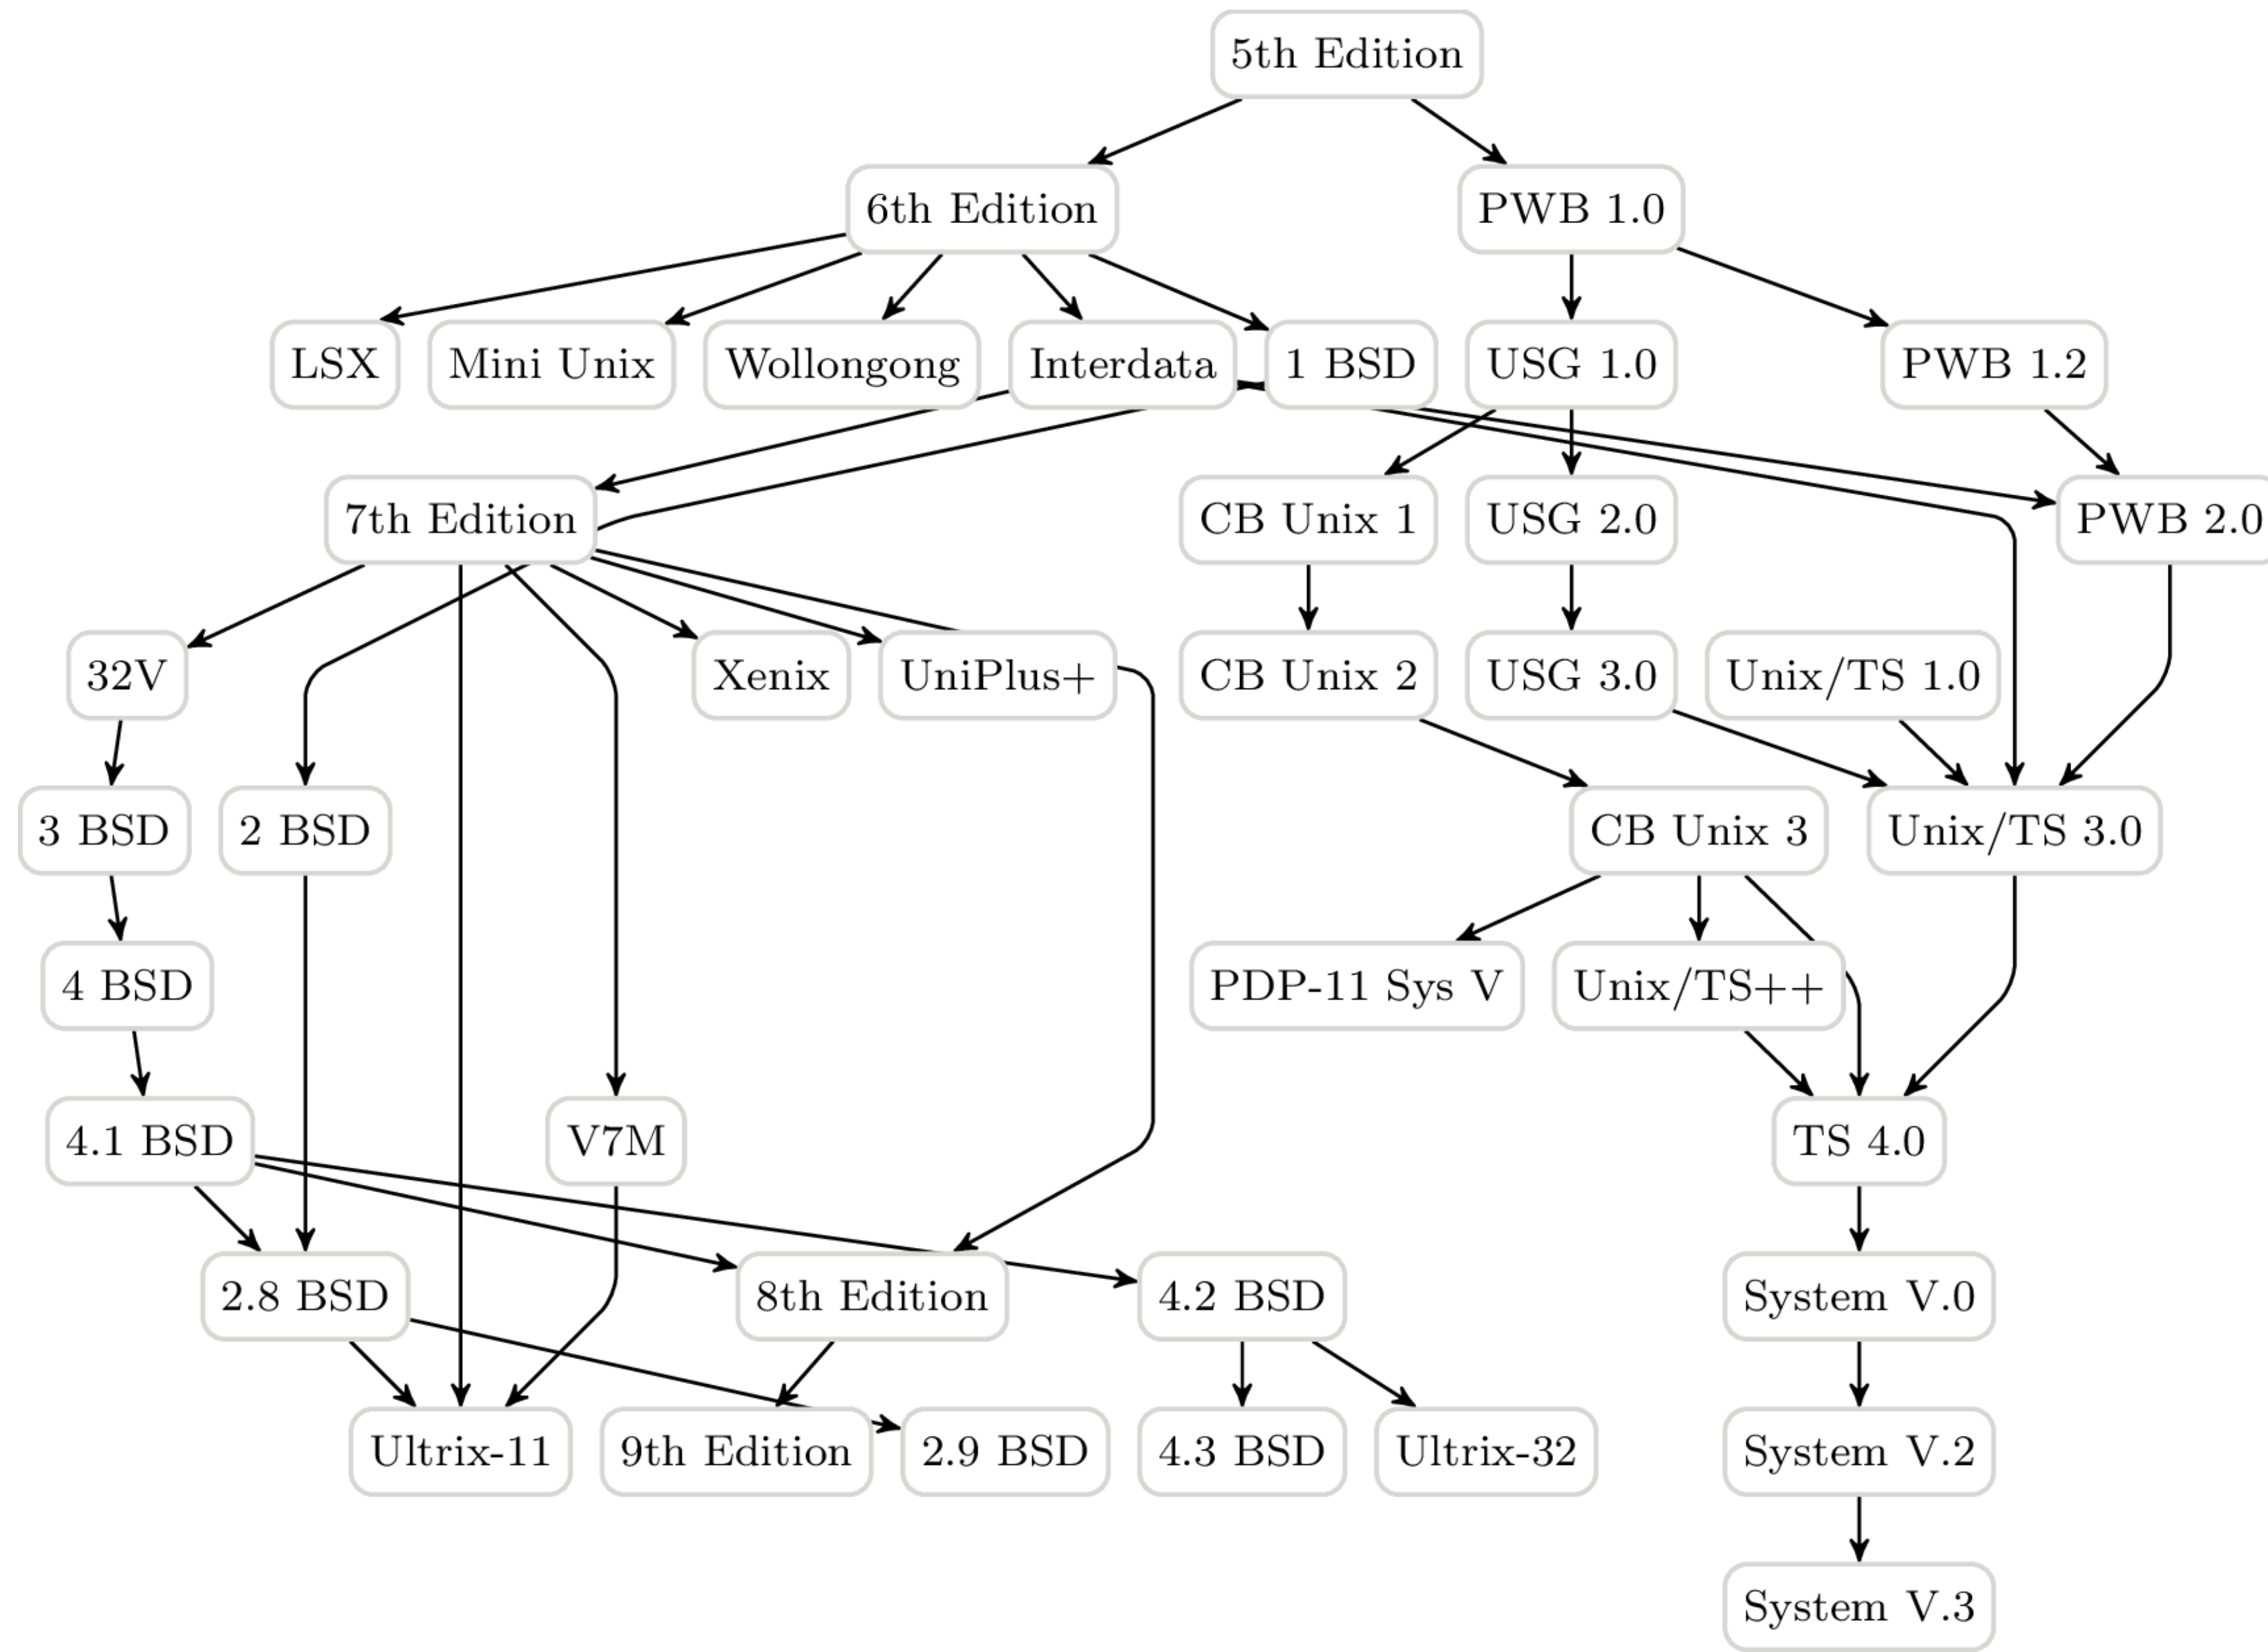 5th Edition
6th Edition
PWB 1.0
LSX
Mini Unix
Wollongong
Interdata
1 BSD
USG 1.0
PWB 1.2
7th Edition
CB Unix 1
USG 2.0
PWB 2.0
32V
Xenix
UniPlus+
CB Unix 2
USG 3.0
Unix/TS 1.0
3 BSD
2 BSD
CB Unix 3
Unix/TS 3.0
4 BSD
PDP-11 Sys V
Unix/TS++
4.1 BSD
V7M
TS 4.0
2.8 BSD
8th Edition
4.2 BSD
System V.0
Ultrix-11
9th Edition
2.9 BSD
4.3 BSD
Ultrix-32
System V.2
System V.3